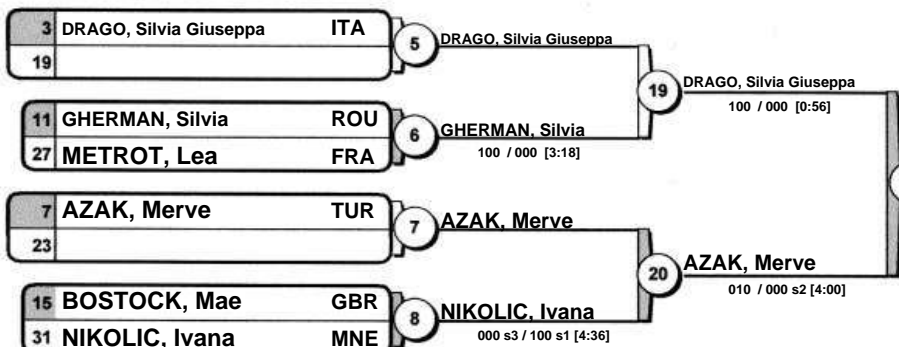 3 DRAGO, Silvia Giuseppa ITA
19
5
DRAGO, Silvia Giuseppa
11 GHERMAN, Silvia ROU
27 METROT, Lea FRA
6
GHERMAN, Silvia
100 / 000 [3:18]
19
DRAGO, Silvia Giuseppa
100 / 000 [0:56]
7 AZAK, Merve TUR
23
7
AZAK, Merve
15 BOSTOCK, Mae GBR
31 NIKOLIC, Ivana MNE
8
NIKOLIC, Ivana
000 s3 / 100 s1 [4:36]
20
AZAK, Merve
010 / 000 s2 [4:00]